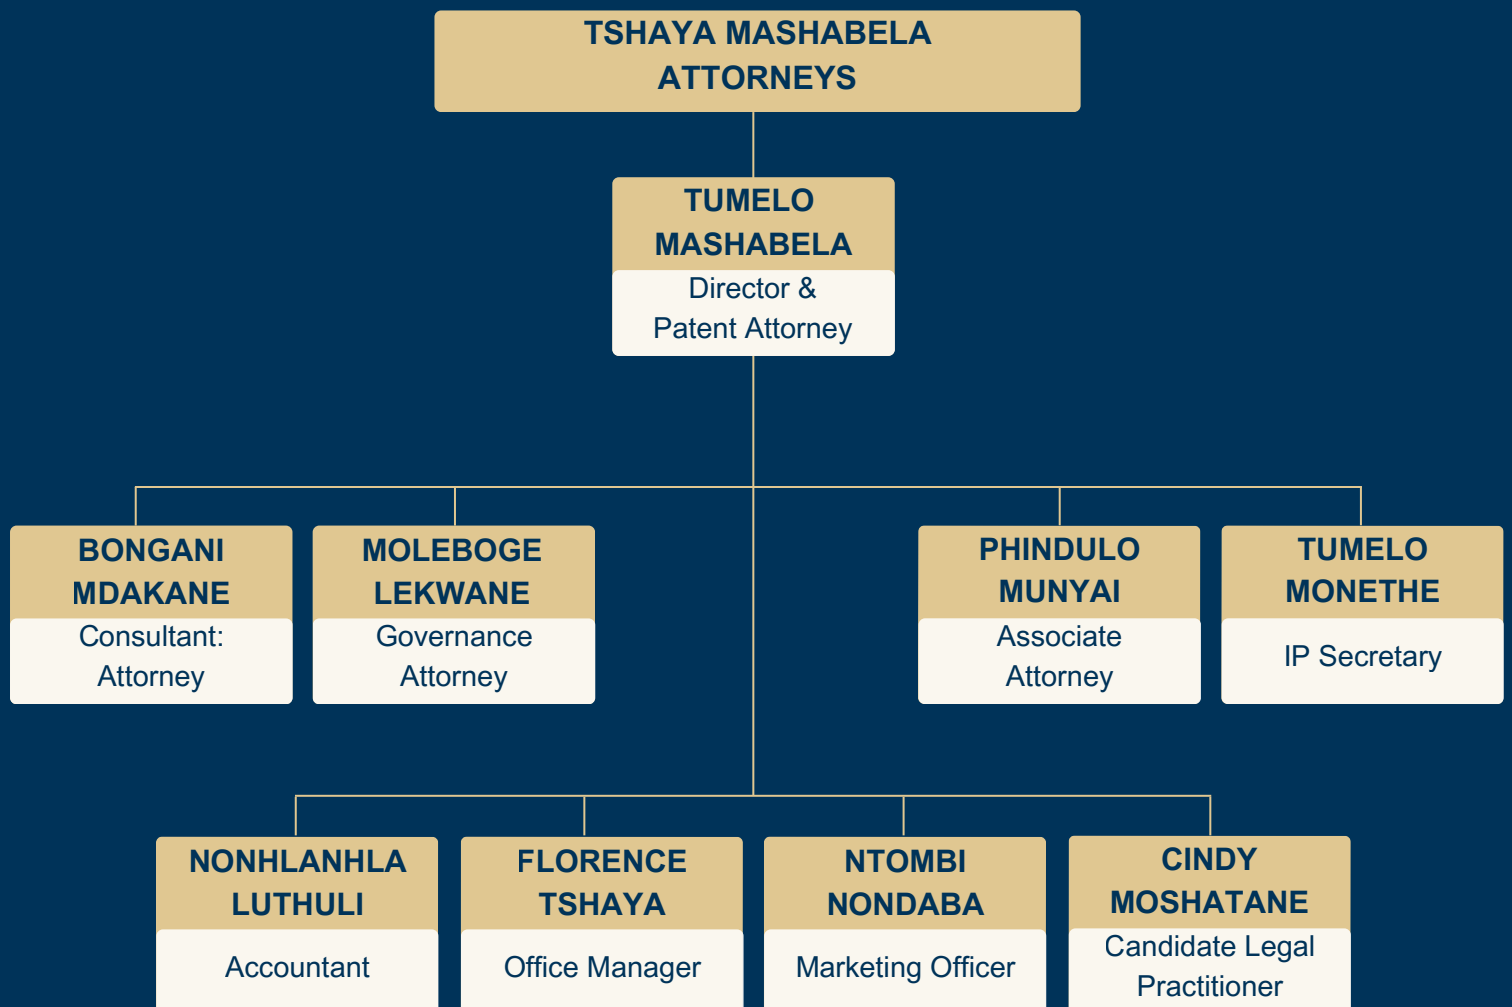 TSHAYA MASHABELA
ATTORNEYS
TUMELO
MASHABELA
Director &
Patent Attorney
BONGANI
MDAKANE
Consultant:
Attorney
MOLEBOGE
LEKWANE
Governance
Attorney
PHINDULO
MUNYAI
Associate
Attorney
TUMELO
MONETHE
IP Secretary
NONHLANHLA
LUTHULI
Accountant
FLORENCE
TSHAYA
Office Manager
NTOMBI
NONDABA
Marketing Officer
CINDY
MOSHATANE
Candidate Legal
Practitioner